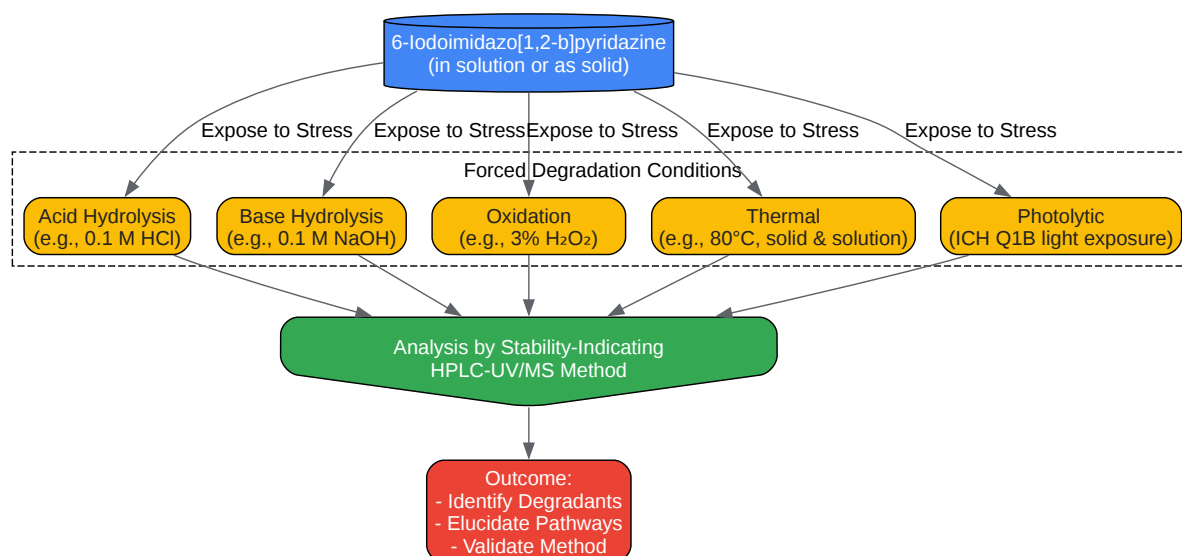 6-Iodoimidazo[1,2-b]pyridazine
(in solution or as solid)
Expose to Stress
Expose to Stress
Expose to Stress
Expose to Stress
Expose to Stress
Forced Degradation Conditions
Acid Hydrolysis
(e.g., 0.1 M HCl)
Base Hydrolysis
(e.g., 0.1 M NaOH)
Oxidation
(e.g., 3% H₂O₂)
Thermal
(e.g., 80°C, solid & solution)
Photolytic
(ICH Q1B light exposure)
Analysis by Stability-Indicating
HPLC-UV/MS Method
Outcome:
- Identify Degradants
- Elucidate Pathways
- Validate Method